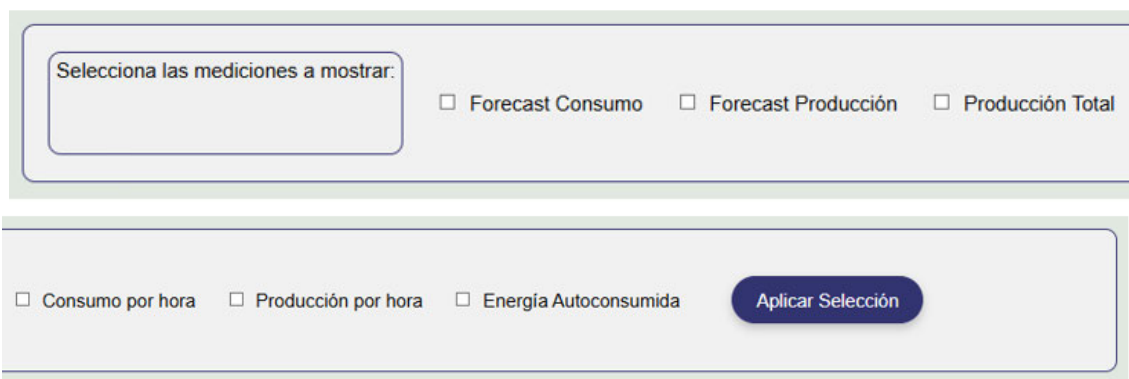 Selecciona las mediciones a mostrar:
Forecast Consumo Forecast Producción Producción Total
Consumo por hora Producción por hora Energía Autoconsumida Aplicar Selección